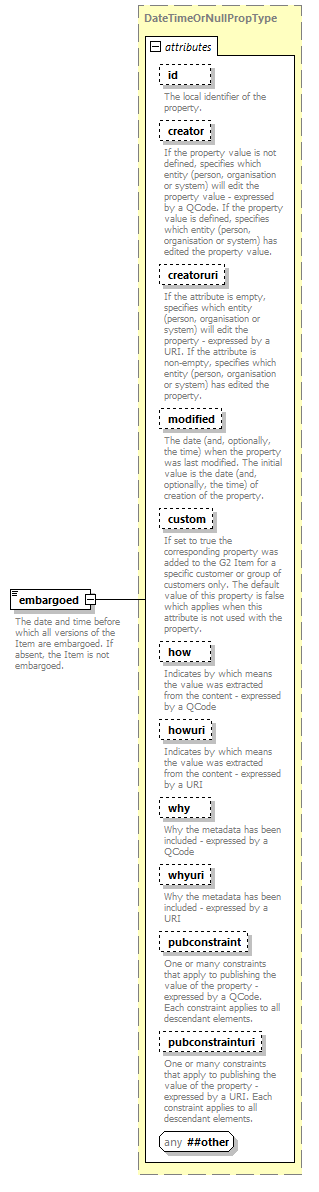 DateTimeOrNullPropType
attributes
id
The local identifier of the
property.
creator
If the property value is not
defined, specifies which
entity (person, organisation
or system) will edit the
property value - expressed
by a QCode. If the property
value is defined, specifies
which entity (person,
organisation or system) has
edited the property value.
creatoruri
If the attribute is empty,
specifies which entity
(person, organisation or
system) will edit the
property - expressed by a
URI. If the attribute is
non-empty, specifies which
entity (person, organisation
or system) has edited the
property.
modified
The date (and, optionally,
the time) when the property
was last modified. The initial
value is the date (and,
optionally, the time) of
creation of the property.
custom
If set to true the
corresponding property was
added to the G2 Item for a
specific customer or group of
customers only. The default
value of this property is false
which applies when this
attribute is not used with the
property.
embargoed
The date and time before
which all versions of the
Item are embargoed. If
absent, the Item is not
embargoed.
how
Indicates by which means
the value was extracted
from the content - expressed
by a QCode
howuri
Indicates by which means
the value was extracted
from the content - expressed
by a URI
why
Why the metadata has been
included - expressed by a
QCode
whyuri
Why the metadata has been
included - expressed by a
URI
pubconstraint
One or many constraints
that apply to publishing the
value of the property -
expressed by a QCode.
Each constraint applies to all
descendant elements.
pubconstrainturi
One or many constraints
that apply to publishing the
value of the property -
expressed by a URI. Each
constraint applies to all
descendant elements.
any ##other